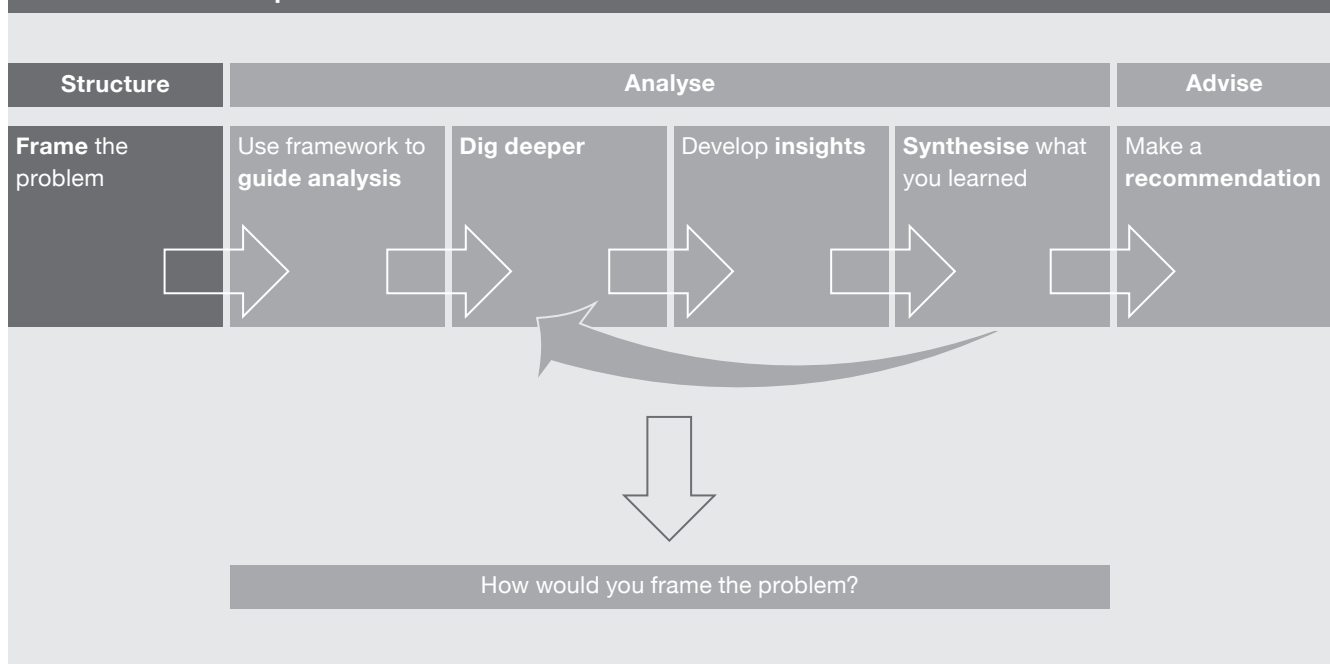 Structure
Analyse
Advise
Frame the
problem
Use framework to
guide analysis
Dig deeper
Develop insights
Synthesise what
you learned
Make a
recommendation
How would you frame the problem?